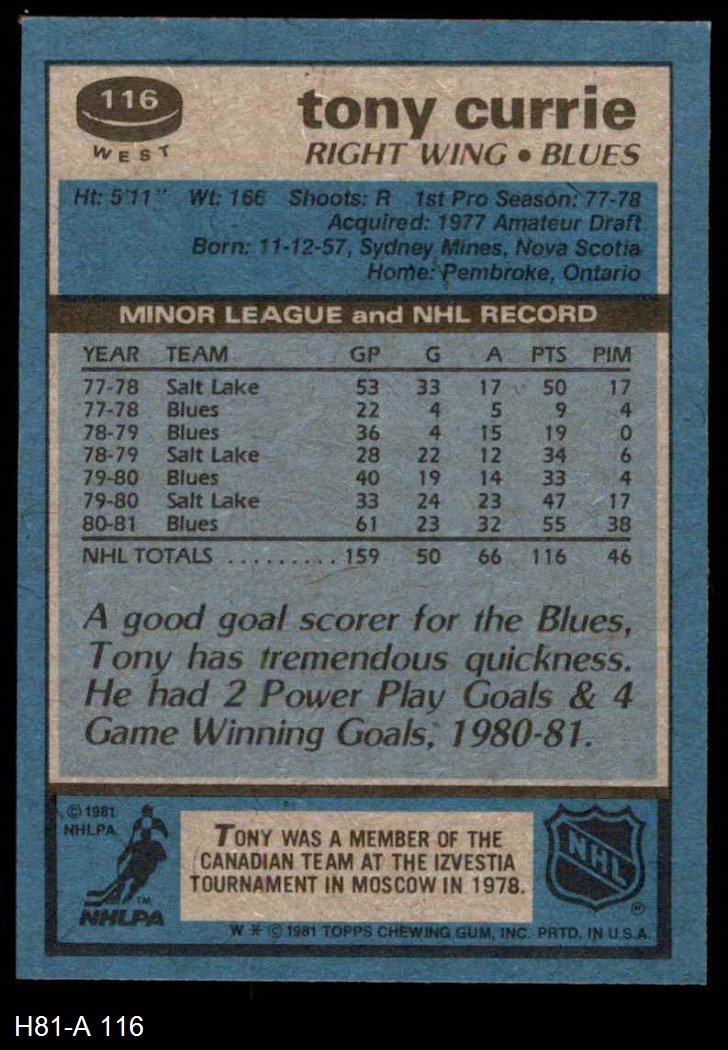 116
WEST
tony currie
RIGHT WING • BLUES
Ht: 5'11" Wt: 166 Shoots: R 1st Pro Season: 77-78
Acquired: 1977 Amateur Draft
Born: 11-12-57, Sydney Mines, Nova Scotia
Home: Pembroke, Ontario
MINOR LEAGUE and NHL RECORD
YEAR TEAM GP G A PTS PIM
77-78 Salt Lake 53 33 17 50 17
77-78 Blues 22 4 5 9 4
78-79 Blues 36 4 15 19 0
78-79 Salt Lake 28 22 12 34 6
79-80 Blues 40 19 14 33 4
79-80 Salt Lake 33 24 23 47 17
80-81 Blues 61 23 32 55 38
NHL TOTALS .......... 159 50 66 116 46
A good goal scorer for the Blues,
Tony has tremendous quickness.
He had 2 Power Play Goals & 4
Game Winning Goals, 1980-81.
© 1981
NHLPA
TM
NHLPA
TONY WAS A MEMBER OF THE
CANADIAN TEAM AT THE IZVESTIA
TOURNAMENT IN MOSCOW IN 1978.
NHL
W * © 1981 TOPPS CHEWING GUM, INC. PRTD. IN U.S.A.
H81-A 116